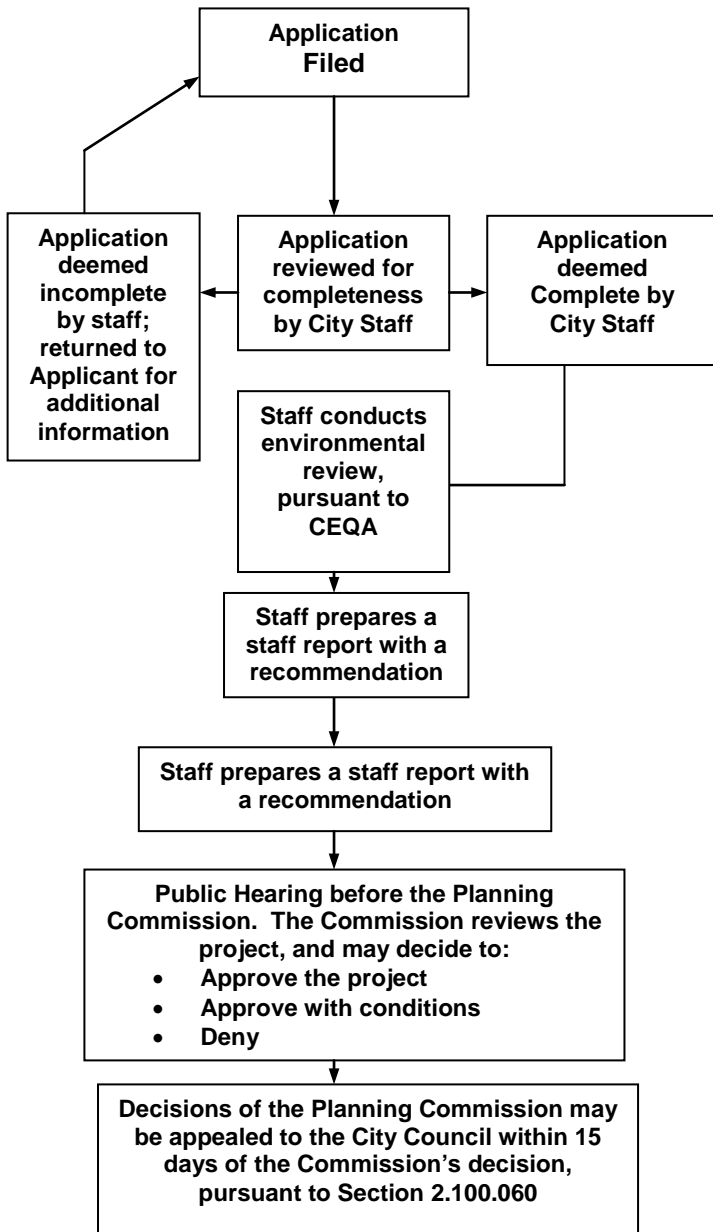 Application
Filed
Application
deemed
incomplete
by staff;
returned to
Applicant for
additional
information
Application
reviewed for
completeness
by City Staff
Application
deemed
Complete by
City Staff
Staff conducts
environmental
review,
pursuant to
CEQA
Staff prepares a
staff report with a
recommendation
Staff prepares a staff report with
a recommendation
Public Hearing before the Planning
Commission.  The Commission reviews the
project, and may decide to:
• Approve the project
• Approve with conditions
• Deny
Decisions of the Planning Commission may
be appealed to the City Council within 15
days of the Commission’s decision,
pursuant to Section 2.100.060